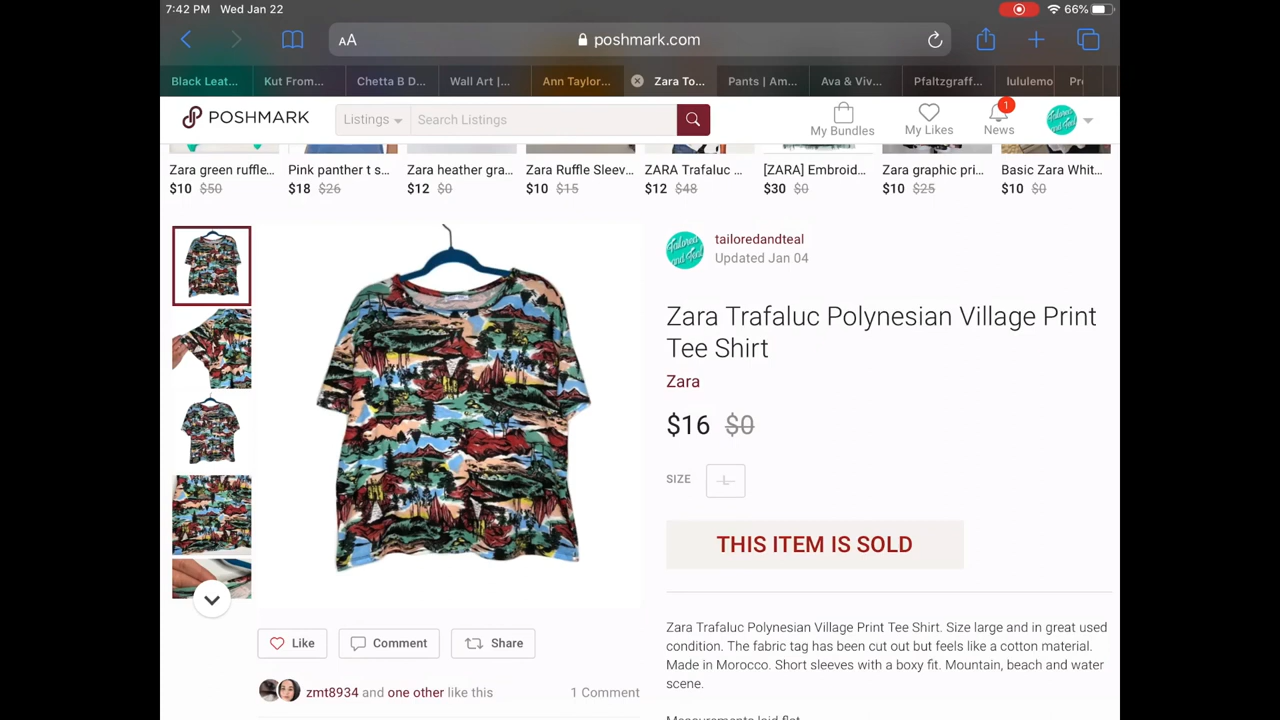 7:42 PM Wed Jan 22
66%
AA
poshmark.com
Black Leat...
Kut From...
Chetta B D...
Wall Art |...
Ann Taylor...
Zara To...
Pants | Am...
Ava & Viv...
Pfaltzgraff...
lululemo
Pr
POSHMARK
Listings
Search Listings
My Bundles
My Likes
1
News
Zara green ruffle...
$10 $50
Pink panther t s...
$18 $26
Zara heather gra...
$12 $0
Zara Ruffle Sleev...
$10 $15
ZARA Trafaluc ...
$12 $48
[ZARA] Embroid...
$30 $0
Zara graphic pri...
$10 $25
Basic Zara Whit...
$10 $0
Tailored
and Teal
tailoredandteal
Updated Jan 04
Zara Trafaluc Polynesian Village Print
Tee Shirt
Zara
$16 $0
SIZE
L
THIS ITEM IS SOLD
Zara Trafaluc Polynesian Village Print Tee Shirt. Size large and in great used
condition. The fabric tag has been cut out but feels like a cotton material.
Made in Morocco. Short sleeves with a boxy fit. Mountain, beach and water
scene.
Measurements laid flat
Like
Comment
Share
zmt8934 and one other like this
1 Comment